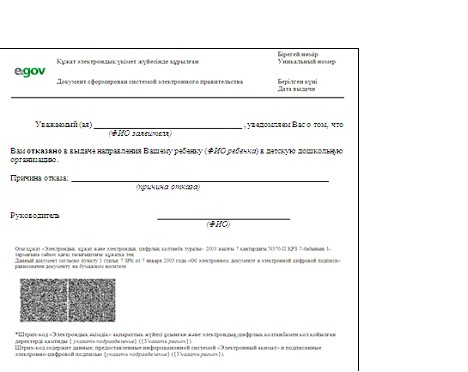 egov
Құжат электрондық үкімет жүйесінде құрылған
Бірегей нөмір
Уникальный номер
Документ сформирован системой электронного правительства
Берілген күні
Дата выдачи
Уважаемый (ая) ________________________________, уведомляем Вас о том, что
(ФИО заявителя)
Вам отказано в выдаче направления Вашему ребенку (ФИО ребенка) в детскую дошкольную
организацию.
Причина отказа: ________________________________
(причина отказа)
Руководитель ________________________________
(ФИО)
Осы құжат «Электрондық құжат және электрондық цифрлық қолтаңба туралы» 2003 жылғы 7 қаңтардағы N370-II ҚРЗ 7-бабының 1-
тармағына сәйкес қағаз тасығыштағы құжатқа тең.
Данный документ согласно пункту 1 статьи 7 ЗРК от 7 января 2003 года «Об электронном документе и электронной цифровой подписи»
равнозначен документу на бумажном носителе.
*Штрих-код «Электрондық әкімдік» ақпараттық жүйесі ұсынған және электрондық-цифрлық қолтаңбамен қол қойылған
деректерді қамтиды ( указать подразделение) ([Указать регион]).
Штрих-код содержит данные, предоставленные информационной системой «Электронный акимат» и подписанные
электронно-цифровой подписью (указать подразделение) ([Указать регион]).